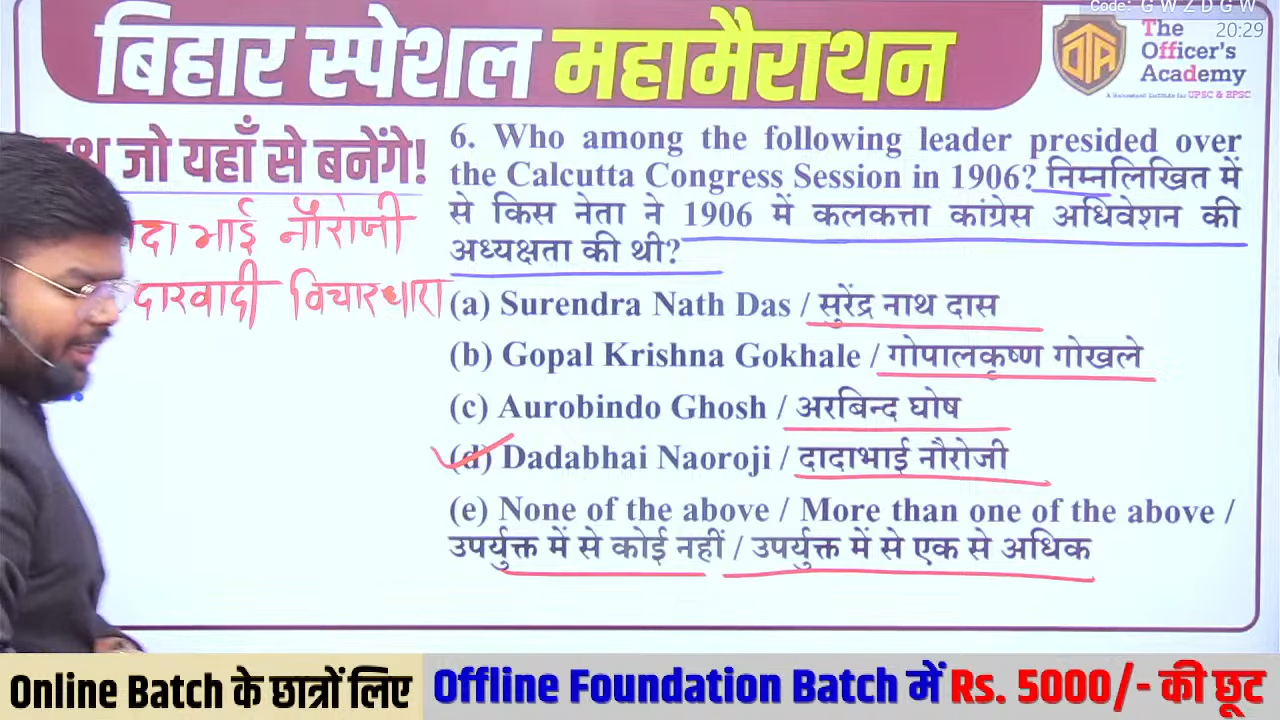 Code: G W Z D G W
बिहार स्पेशल महामैराथन
20:29
The
Officer's
Academy
UPSC & BPSC
जो यहाँ से बनेंगे!
6. Who among the following leader presided over
the Calcutta Congress Session in 1906? निम्नलिखित में
से किस नेता ने 1906 में कलकत्ता कांग्रेस अधिवेशन की
अध्यक्षता की थी?
भाई नौरोजी
विचारधारा
(a) Surendra Nath Das / सुरेंद्र नाथ दास
(b) Gopal Krishna Gokhale / गोपालकृष्ण गोखले
(c) Aurobindo Ghosh / अरबिन्द घोष
(d) Dadabhai Naoroji / दादाभाई नौरोजी
(e) None of the above / More than one of the above /
उपर्युक्त में से कोई नहीं / उपर्युक्त में से एक से अधिक
Online Batch के छात्रों लिए
Offline Foundation Batch में Rs. 5000/- की छूट